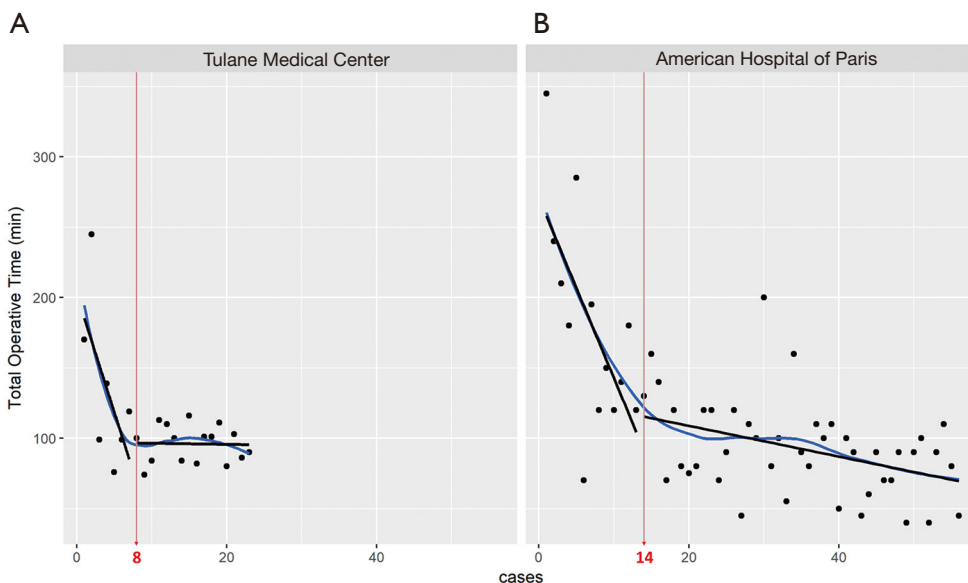 A
B
Tulane Medical Center
American Hospital of Paris
Total Operative Time (min)
300
200
100
0
8
20
40
0
14
20
40
cases